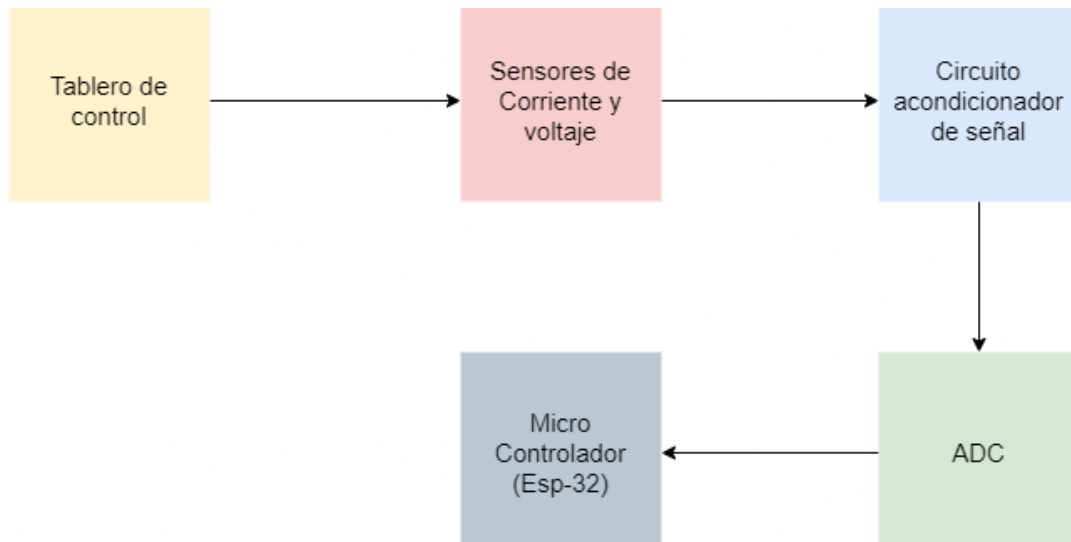 Tablero de
control
Sensores de
Corriente y
voltaje
Circuito
acondicionador
de señal
Micro
Controlador
(Esp-32)
ADC